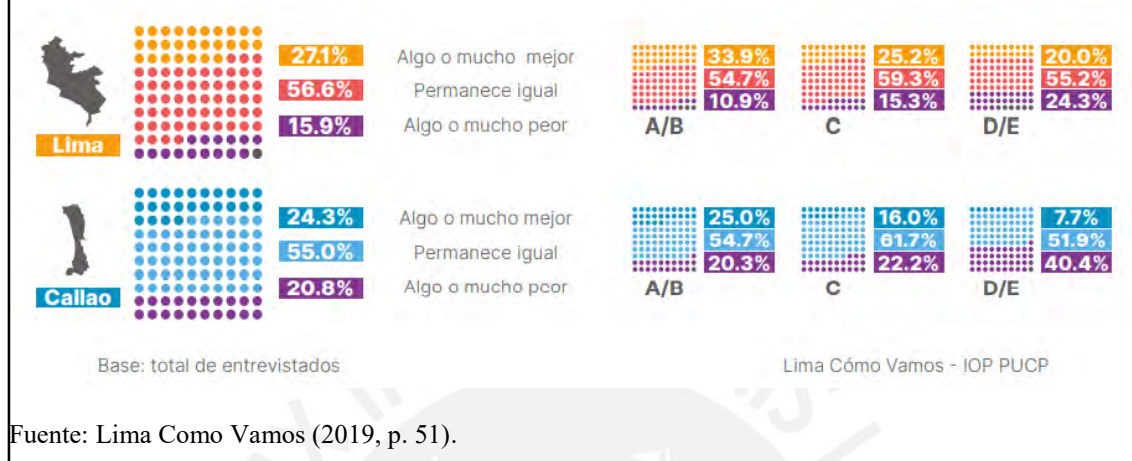 27.1% Algo o mucho mejor 33.9% 25.2% 20.0%
56.6% Permanece igual 54.7% 59.3% 55.2%
15.9% Algo o mucho peor 10.9% 15.3% 24.3%
Lima A/B C D/E
24.3% Algo o mucho mejor 25.0% 16.0% 7.7%
55.0% Permanece igual 54.7% 61.7% 51.9%
20.8% Algo o mucho peor 20.3% 22.2% 40.4%
Callao A/B C D/E
Base: total de entrevistados Lima Cómo Vamos - IOP PUCP
Fuente: Lima Como Vamos (2019, p. 51).